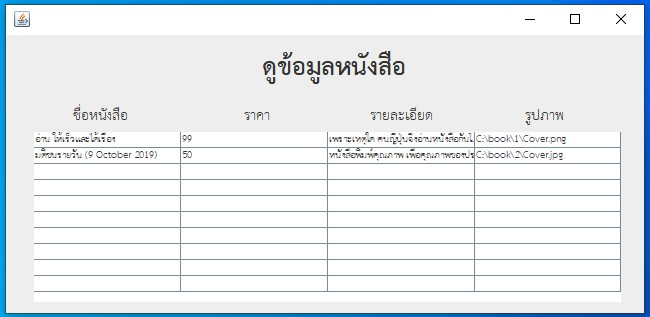 ดูข้อมูลหนังสือ
ชื่อหนังสือ ราคา รายละเอียด รูปภาพ
อ่าน ให้เร็วและได้เรื่อง 99 เพราะเหตุใด คนญี่ปุ่นจึงอ่านหนังสือกันไ C:\book\1\Cover.png
มติชนรายวัน (9 October 2019) 50 หนังสือพิมพ์คุณภาพ เพื่อคุณภาพของปร C:\book\2\Cover.jpg